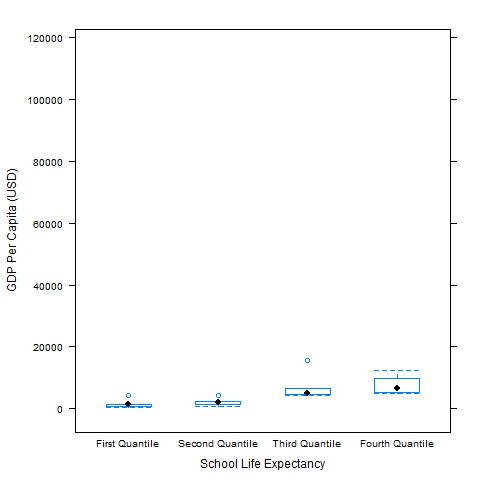 120000
100000
80000
60000
40000
20000
0
GDP Per Capita (USD)
First Quantile Second Quantile Third Quantile Fourth Quantile
School Life Expectancy